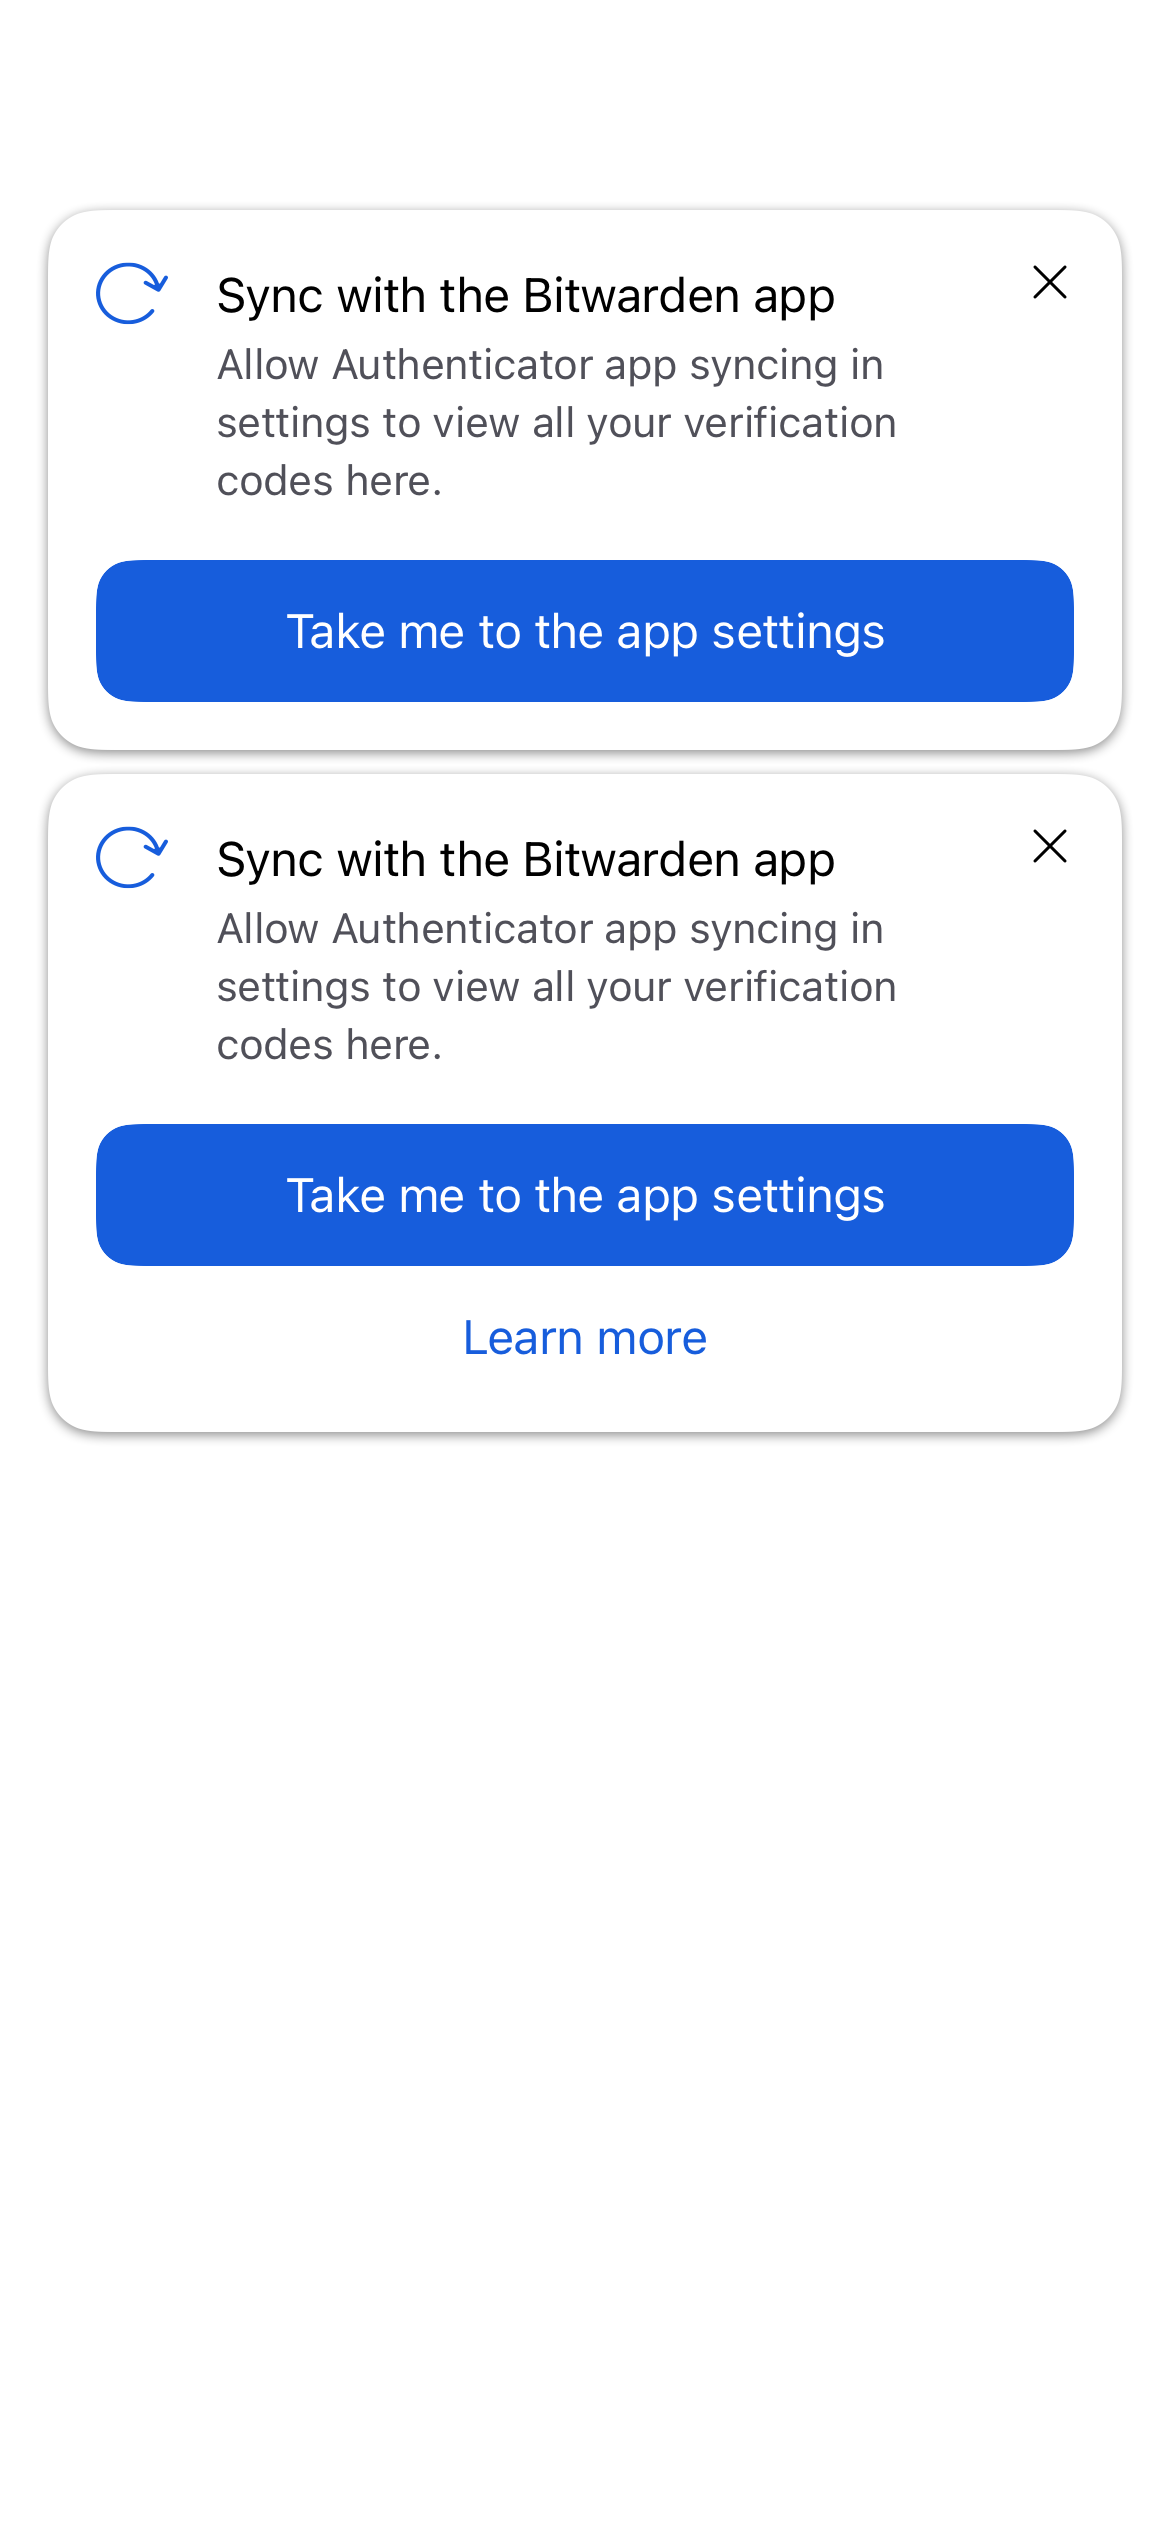 Sync with the Bitwarden app
Allow Authenticator app syncing in
settings to view all your verification
codes here.
Take me to the app settings
Sync with the Bitwarden app
Allow Authenticator app syncing in
settings to view all your verification
codes here.
Take me to the app settings
Learn more